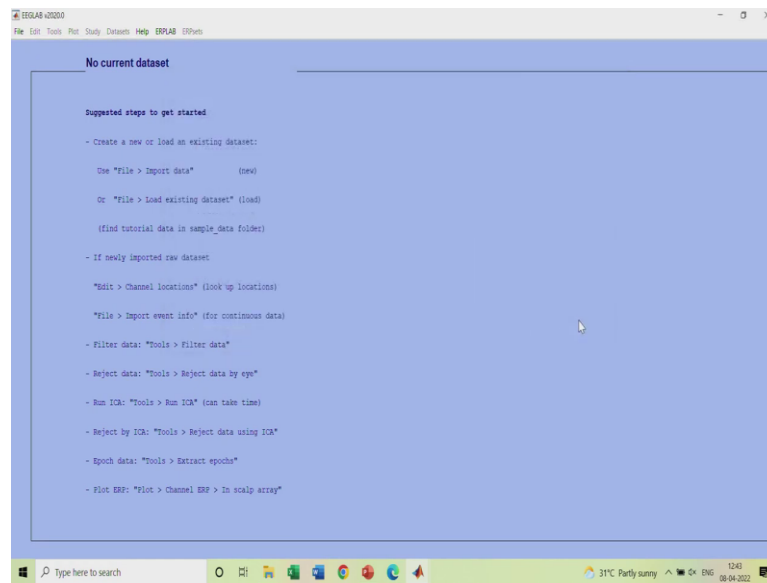 EEGLAB v2020.0
File Edit Tools Plot Study Datasets Help ERPLAB ERPsets
No current dataset
Suggested steps to get started
- Create a new or load an existing dataset:
Use "File > Import data" (new)
Or "File > Load existing dataset" (load)
(find tutorial data in sample_data folder)
- If newly imported raw dataset
"Edit > Channel locations" (look up locations)
"File > Import event info" (for continuous data)
- Filter data: "Tools > Filter data"
- Reject data: "Tools > Reject data by eye"
- Run ICA: "Tools > Run ICA" (can take time)
- Reject by ICA: "Tools > Reject data using ICA"
- Epoch data: "Tools > Extract epochs"
- Plot ERP: "Plot > Channel ERP > In scalp array"
Type here to search
31°C Partly sunny
ENG
12:43
08-04-2022